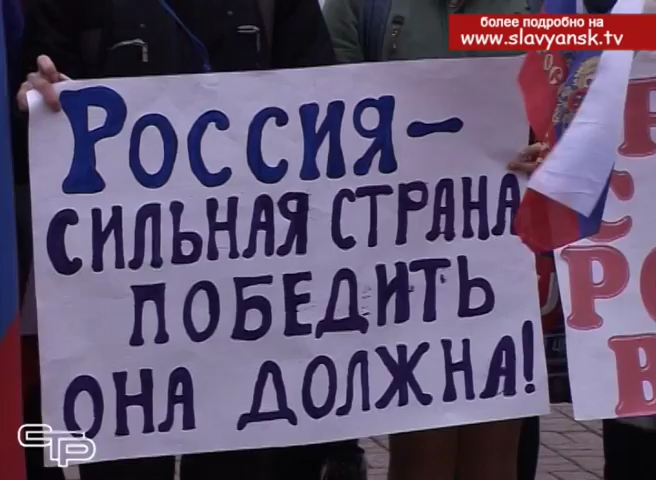 более подробно на
www.slavyansk.tv
РОССИЯ–
СИЛЬНАЯ СТРАНА
ПОБЕДИТЬ
ОНА ДОЛЖНА!
СТР